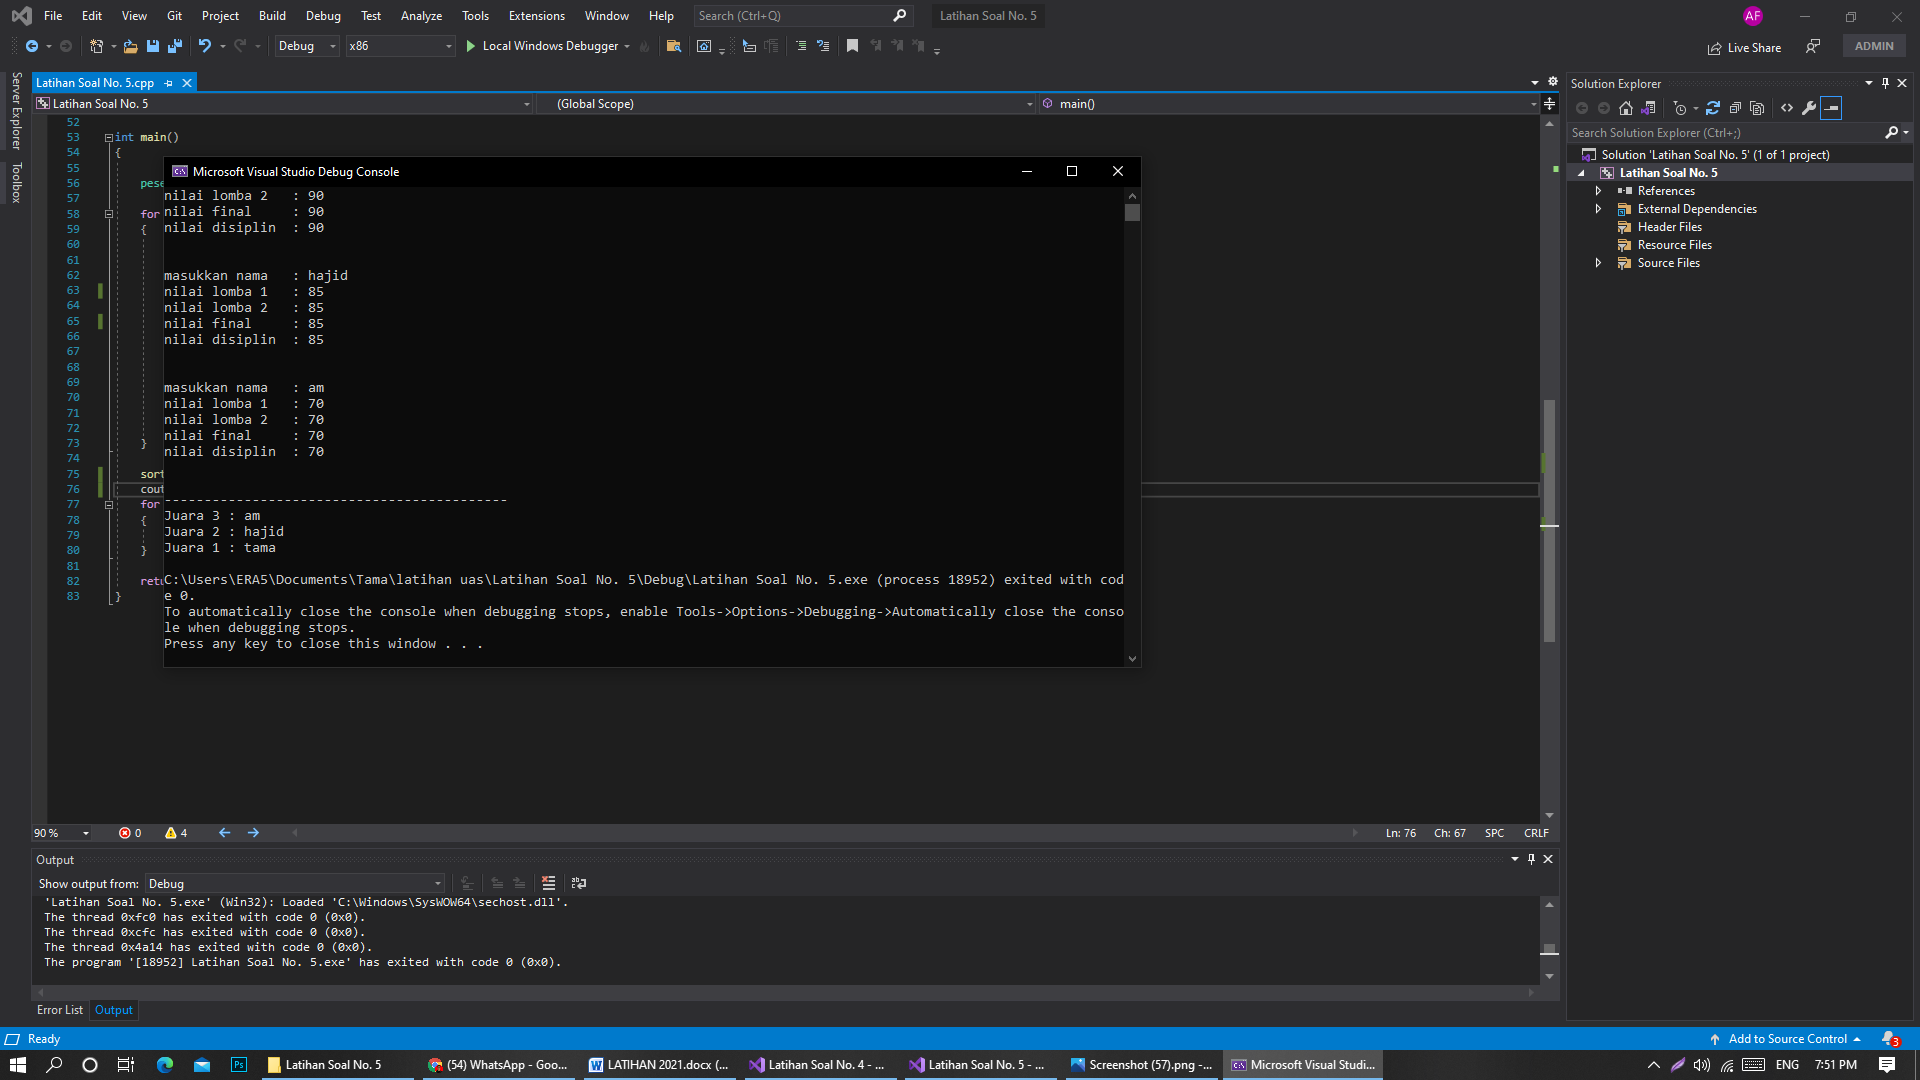 File Edit View Git Project Build Debug Test Analyze Tools Extensions Window Help Search (Ctrl+Q) Latihan Soal No. 5 AF
Debug x86 Local Windows Debugger Live Share ADMIN
Server Explorer
Toolbox
Latihan Soal No. 5.cpp
Latihan Soal No. 5 (Global Scope) main()
52
53 int main()
54 {
55
56 pese
57
58 for
59 {
60
61
62
63
64
65
66
67
68
69
70
71
72
73 }
74
75 sort
76 cout
77 for
78 {
79
80 }
81
82 retu
83 }
Microsoft Visual Studio Debug Console
nilai lomba 2 : 90
nilai final : 90
nilai disiplin : 90
masukkan nama : hajid
nilai lomba 1 : 85
nilai lomba 2 : 85
nilai final : 85
nilai disiplin : 85
masukkan nama : am
nilai lomba 1 : 70
nilai lomba 2 : 70
nilai final : 70
nilai disiplin : 70
-------------------------------------------
Juara 3 : am
Juara 2 : hajid
Juara 1 : tama
C:\Users\ERA5\Documents\Tama\latihan uas\Latihan Soal No. 5\Debug\Latihan Soal No. 5.exe (process 18952) exited with cod
e 0.
To automatically close the console when debugging stops, enable Tools->Options->Debugging->Automatically close the conso
le when debugging stops.
Press any key to close this window . . .
Solution Explorer
Search Solution Explorer (Ctrl+;)
Solution 'Latihan Soal No. 5' (1 of 1 project)
Latihan Soal No. 5
References
External Dependencies
Header Files
Resource Files
Source Files
90 % 0 4 Ln: 76 Ch: 67 SPC CRLF
Output
Show output from: Debug
'Latihan Soal No. 5.exe' (Win32): Loaded 'C:\Windows\SysWOW64\sechost.dll'.
The thread 0xfc0 has exited with code 0 (0x0).
The thread 0xcfc has exited with code 0 (0x0).
The thread 0x4a14 has exited with code 0 (0x0).
The program '[18952] Latihan Soal No. 5.exe' has exited with code 0 (0x0).
Error List Output
Ready Add to Source Control 3
Ps Latihan Soal No. 5 (54) WhatsApp - Goo... LATIHAN 2021.docx (... Latihan Soal No. 4 - ... Latihan Soal No. 5 - ... Screenshot (57).png -... Microsoft Visual Studi... ENG 7:51 PM